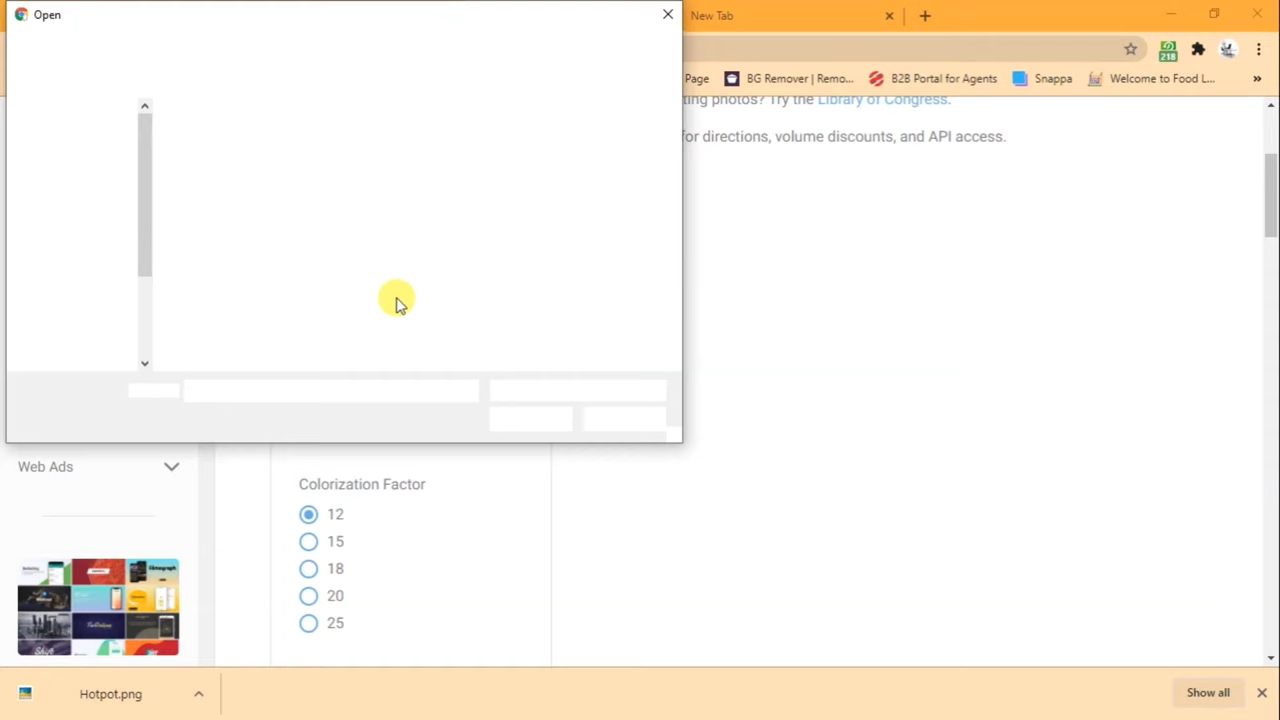 Open
New Tab
218
Page
BG Remover | Remo...
B2B Portal for Agents
Snappa
Welcome to Food L...
»
ting photos? Try the Library of Congress.
for directions, volume discounts, and API access.
Web Ads
Colorization Factor
12
15
18
20
25
Hotpot.png
Show all